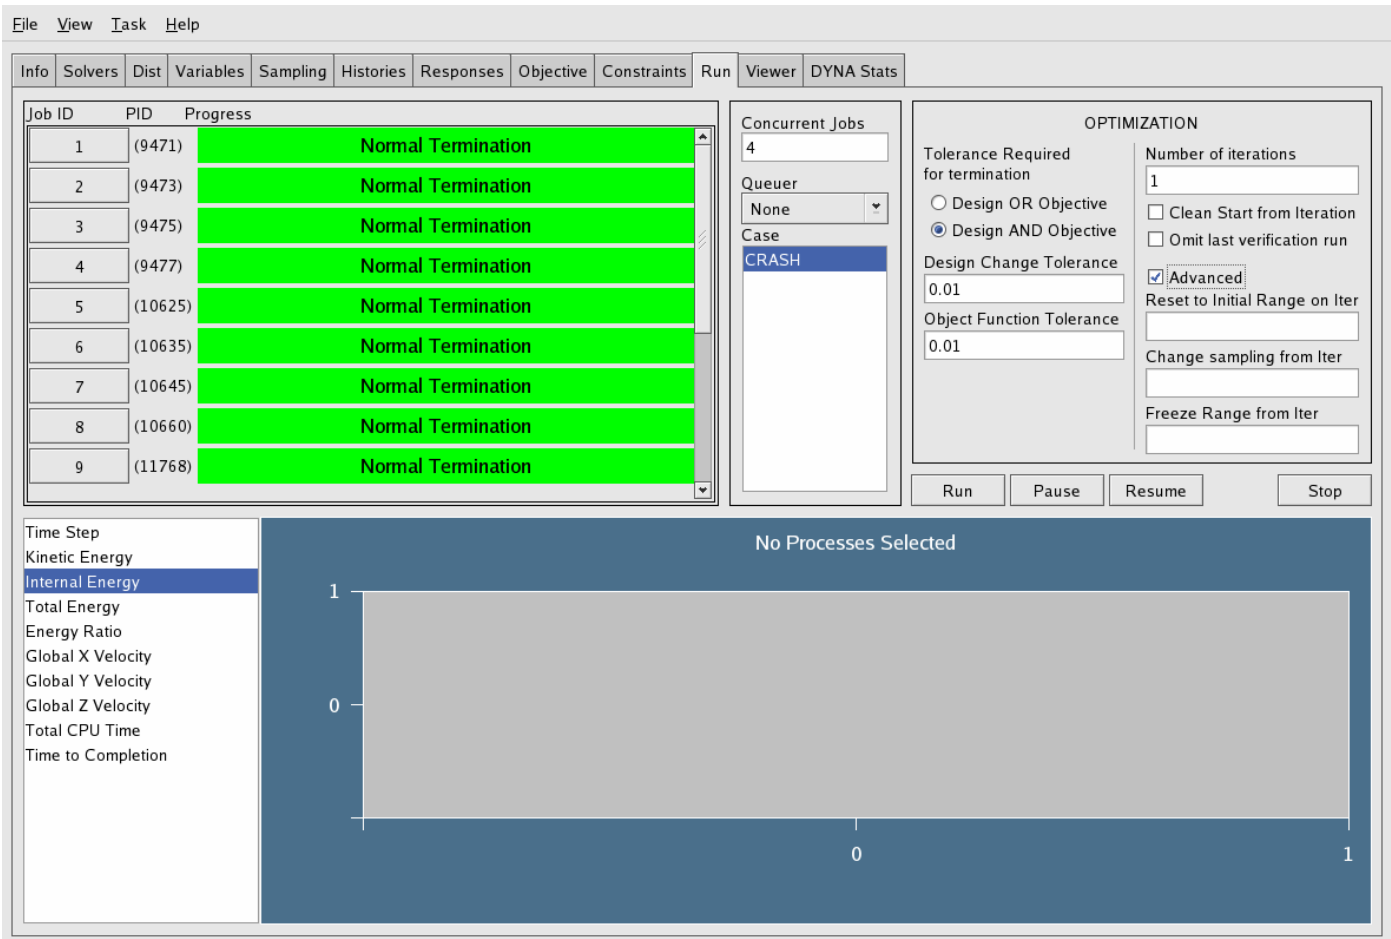 File View Task Help
Info Solvers Dist Variables Sampling Histories Responses Objective Constraints Run Viewer DYNA Stats
Job ID PID Progress
1 (9471) Normal Termination
2 (9473) Normal Termination
3 (9475) Normal Termination
4 (9477) Normal Termination
5 (10625) Normal Termination
6 (10635) Normal Termination
7 (10645) Normal Termination
8 (10660) Normal Termination
9 (11768) Normal Termination
Concurrent Jobs
4
Queuer
None
Case
CRASH
OPTIMIZATION
Tolerance Required
for termination
Design OR Objective
Design AND Objective
Design Change Tolerance
0.01
Object Function Tolerance
0.01
Number of iterations
1
Clean Start from Iteration
Omit last verification run
Advanced
Reset to Initial Range on Iter
Change sampling from Iter
Freeze Range from Iter
Run Pause Resume Stop
Time Step
Kinetic Energy
Internal Energy
Total Energy
Energy Ratio
Global X Velocity
Global Y Velocity
Global Z Velocity
Total CPU Time
Time to Completion
No Processes Selected
1
0
0 1